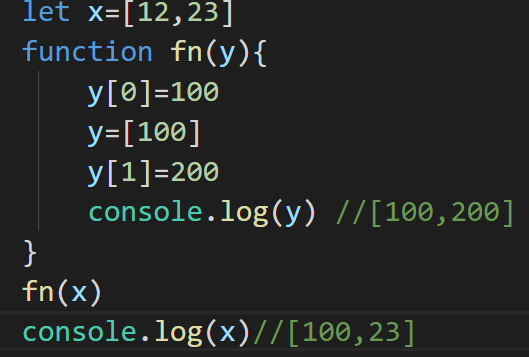 let x=[12,23]
function fn(y){
    y[0]=100
    y=[100]
    y[1]=200
    console.log(y) //[100,200]
}
fn(x)
console.log(x)//[100,23]